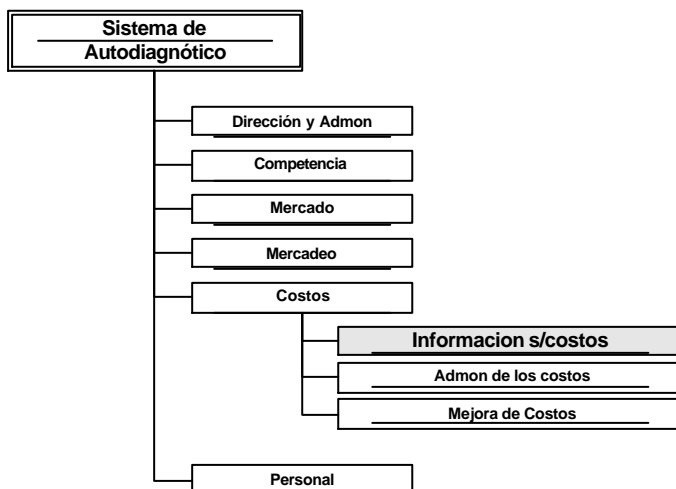 Sistema de
Autodiagnótico
Dirección y Admon
Competencia
Mercado
Mercadeo
Costos
Informacion s/costos
Admon de los costos
Mejora de Costos
Personal